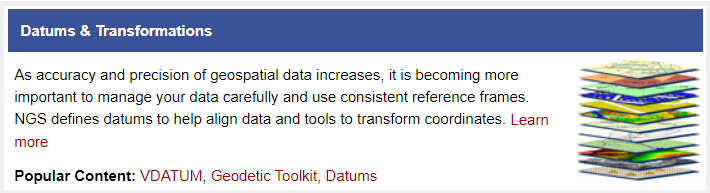 Datums & Transformations
As accuracy and precision of geospatial data increases, it is becoming more
important to manage your data carefully and use consistent reference frames.
NGS defines datums to help align data and tools to transform coordinates. Learn
more
Popular Content: VDATUM, Geodetic Toolkit, Datums